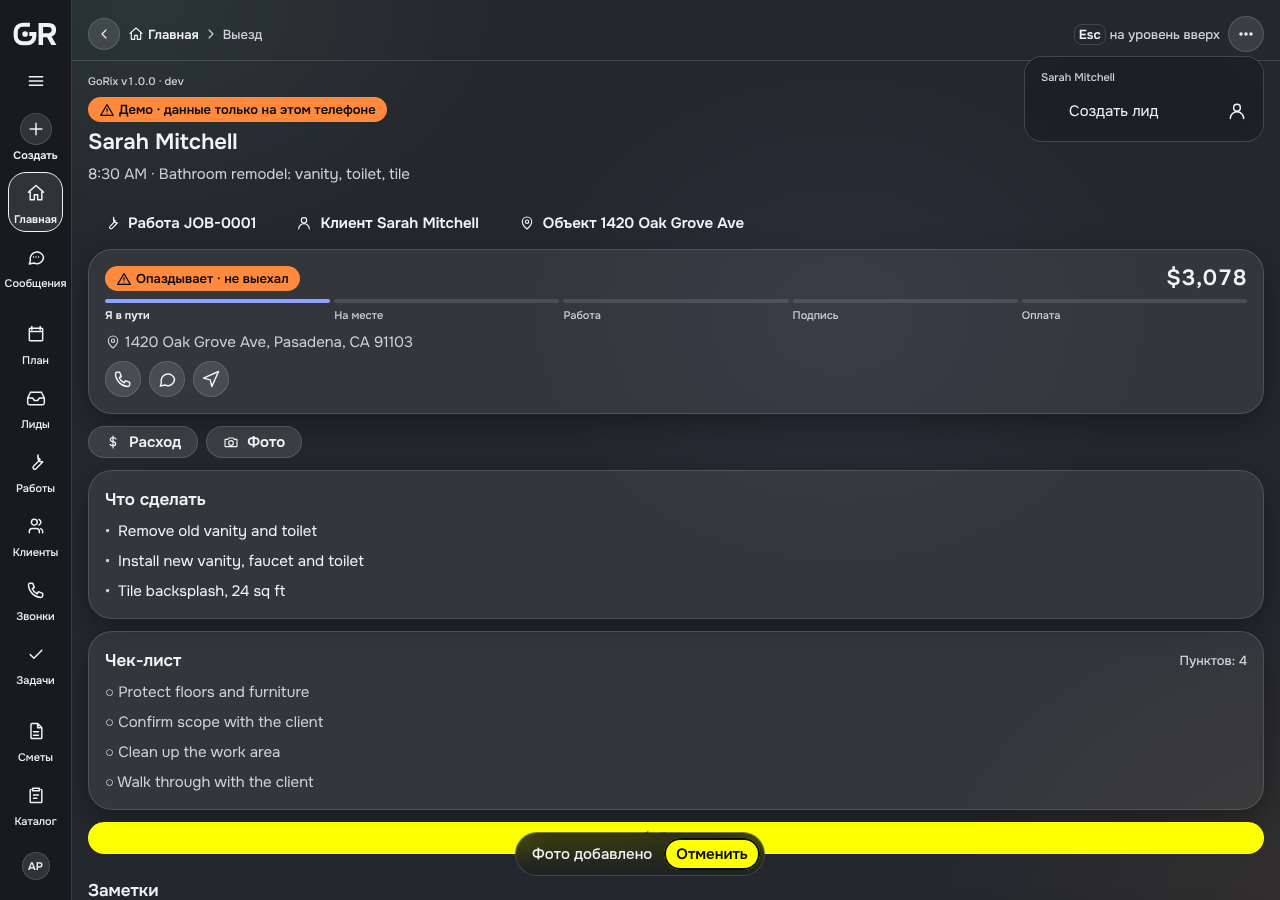 GR
Создать
Главная
Сообщения
План
Лиды
Работы
Клиенты
Звонки
Задачи
Сметы
Каталог
AP
Главная
Выезд
Esc на уровень вверх
Sarah Mitchell
Создать лид
GoRix v1.0.0 · dev
Демо · данные только на этом телефоне
Sarah Mitchell
8:30 AM · Bathroom remodel: vanity, toilet, tile
Работа JOB-0001
Клиент Sarah Mitchell
Объект 1420 Oak Grove Ave
Опаздывает · не выехал
$3,078
Я в пути
На месте
Работа
Подпись
Оплата
1420 Oak Grove Ave, Pasadena, CA 91103
$ Расход
Фото
Что сделать
• Remove old vanity and toilet
• Install new vanity, faucet and toilet
• Tile backsplash, 24 sq ft
Чек-лист
Пунктов: 4
○ Protect floors and furniture
○ Confirm scope with the client
○ Clean up the work area
○ Walk through with the client
Фото добавлено
Отменить
Заметки